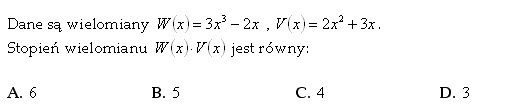 Dane są wielomiany W(x) = 3x³ − 2x , V(x) = 2x² + 3x.
Stopień wielomianu W(x)·V(x) jest równy:
A. 6 B. 5 C. 4 D. 3